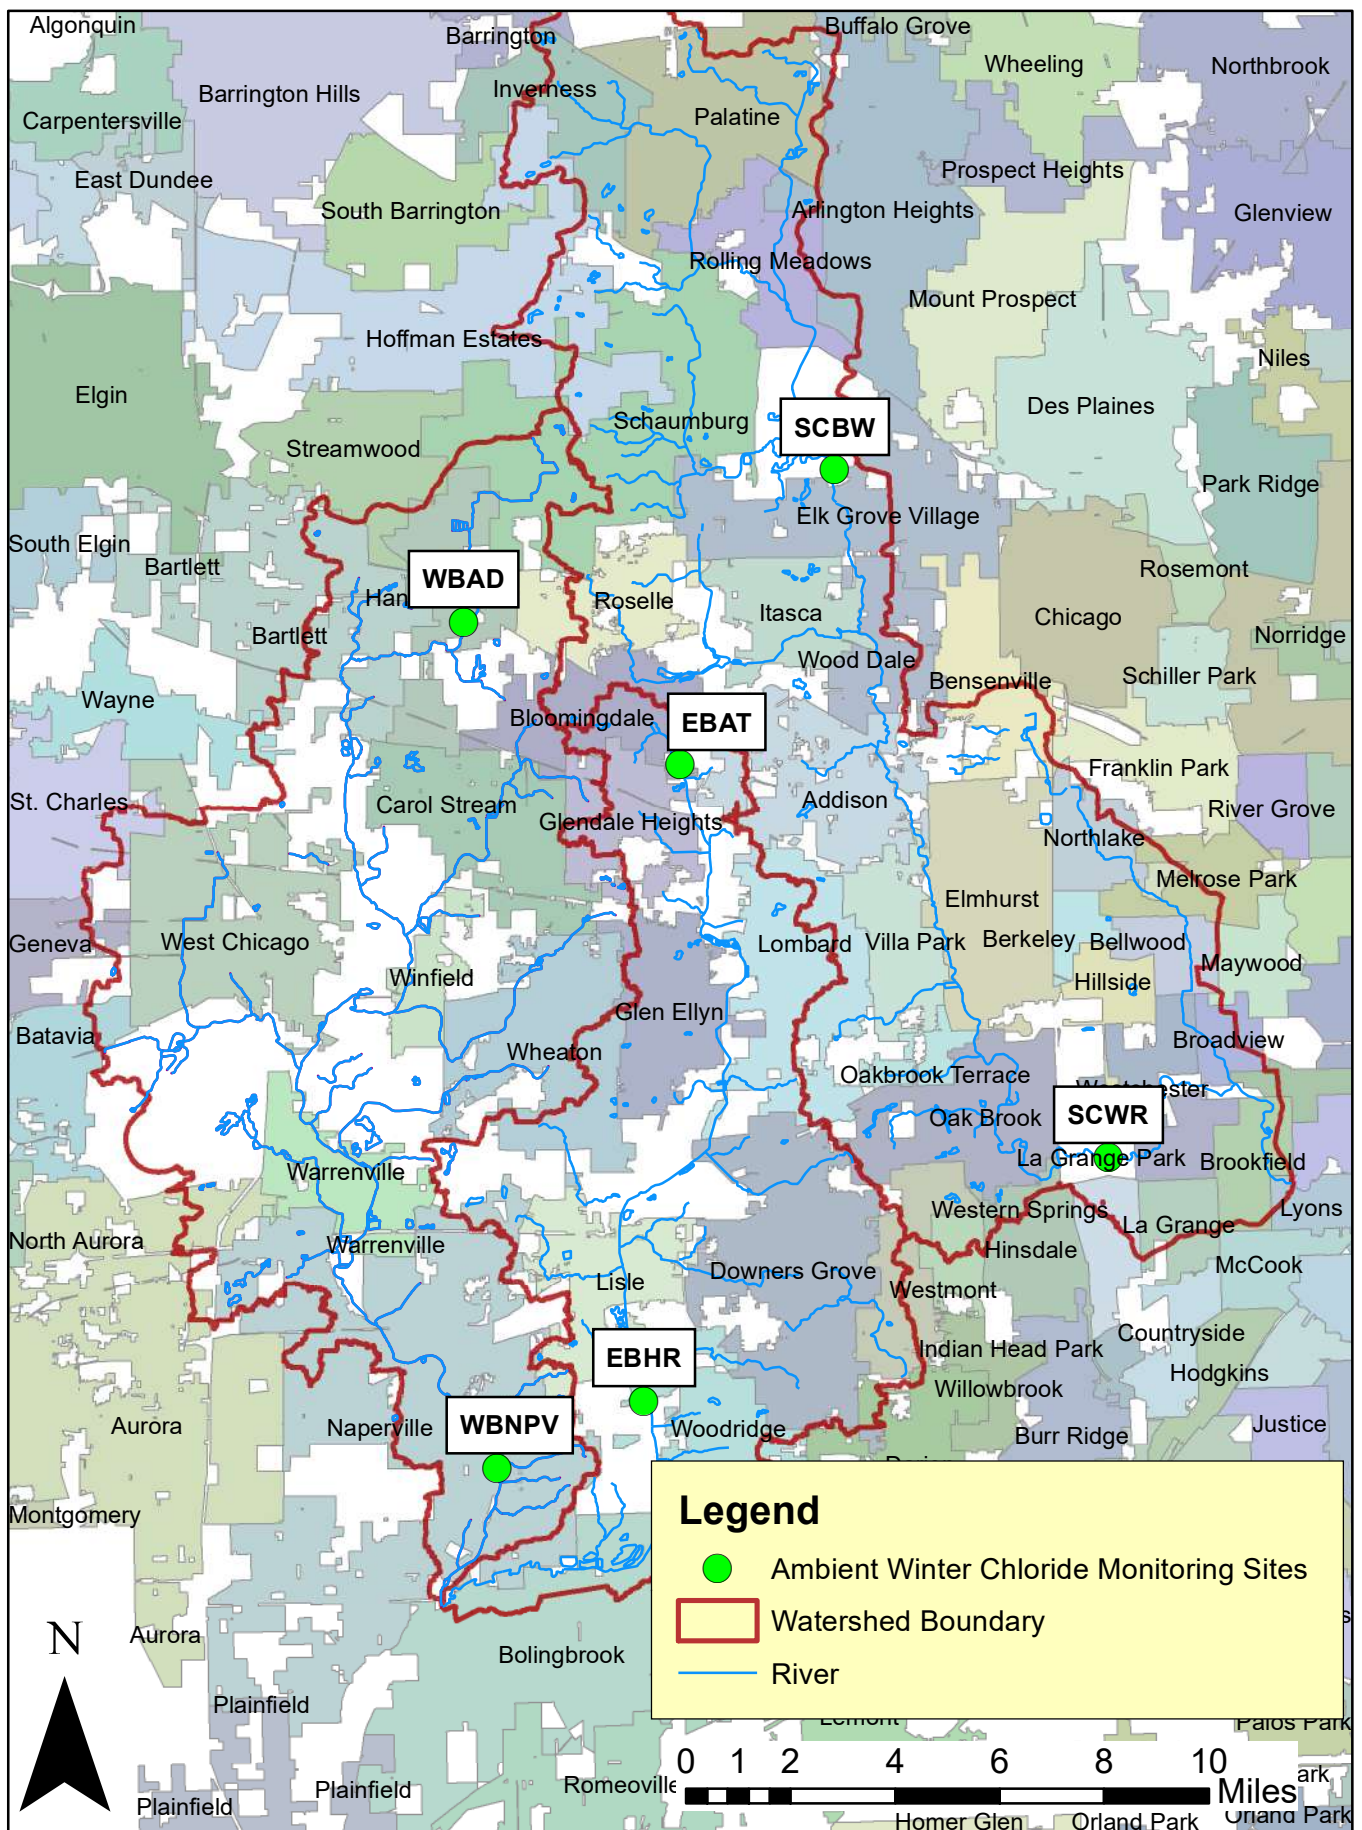 Algonquin
Barrington
Buffalo Grove
Wheeling
Northbrook
Barrington Hills
Inverness
Palatine
Carpentersville
East Dundee
Prospect Heights
South Barrington
Arlington Heights
Glenview
Rolling Meadows
Mount Prospect
Hoffman Estates
Niles
Elgin
Des Plaines
Schaumburg
SCBW
Streamwood
Park Ridge
Elk Grove Village
South Elgin
Bartlett
Rosemont
WBAD
Roselle
Itasca
Chicago
Bartlett
Norridge
Wood Dale
Schiller Park
Wayne
Bensenville
Bloomingdale
EBAT
Franklin Park
St. Charles
Carol Stream
Addison
River Grove
Glendale Heights
Northlake
Melrose Park
Elmhurst
Geneva
West Chicago
Lombard
Villa Park
Berkeley
Bellwood
Maywood
Winfield
Hillside
Glen Ellyn
Batavia
Wheaton
Broadview
Oakbrook Terrace
Oak Brook
SCWR
La Grange Park
Brookfield
Warrenville
Western Springs
La Grange
Lyons
North Aurora
Warrenville
Hinsdale
McCook
Lisle
Downers Grove
Westmont
Countryside
Indian Head Park
EBHR
Hodgkins
Willowbrook
Aurora
Naperville
WBNPV
Woodridge
Burr Ridge
Justice
Montgomery
Legend
Ambient Winter Chloride Monitoring Sites
Watershed Boundary
River
N
Aurora
Bolingbrook
Plainfield
Palos Park
0 1 2 4 6 8 10
Miles
Plainfield
Romeoville
Plainfield
Homer Glen
Orland Park
Orland Park